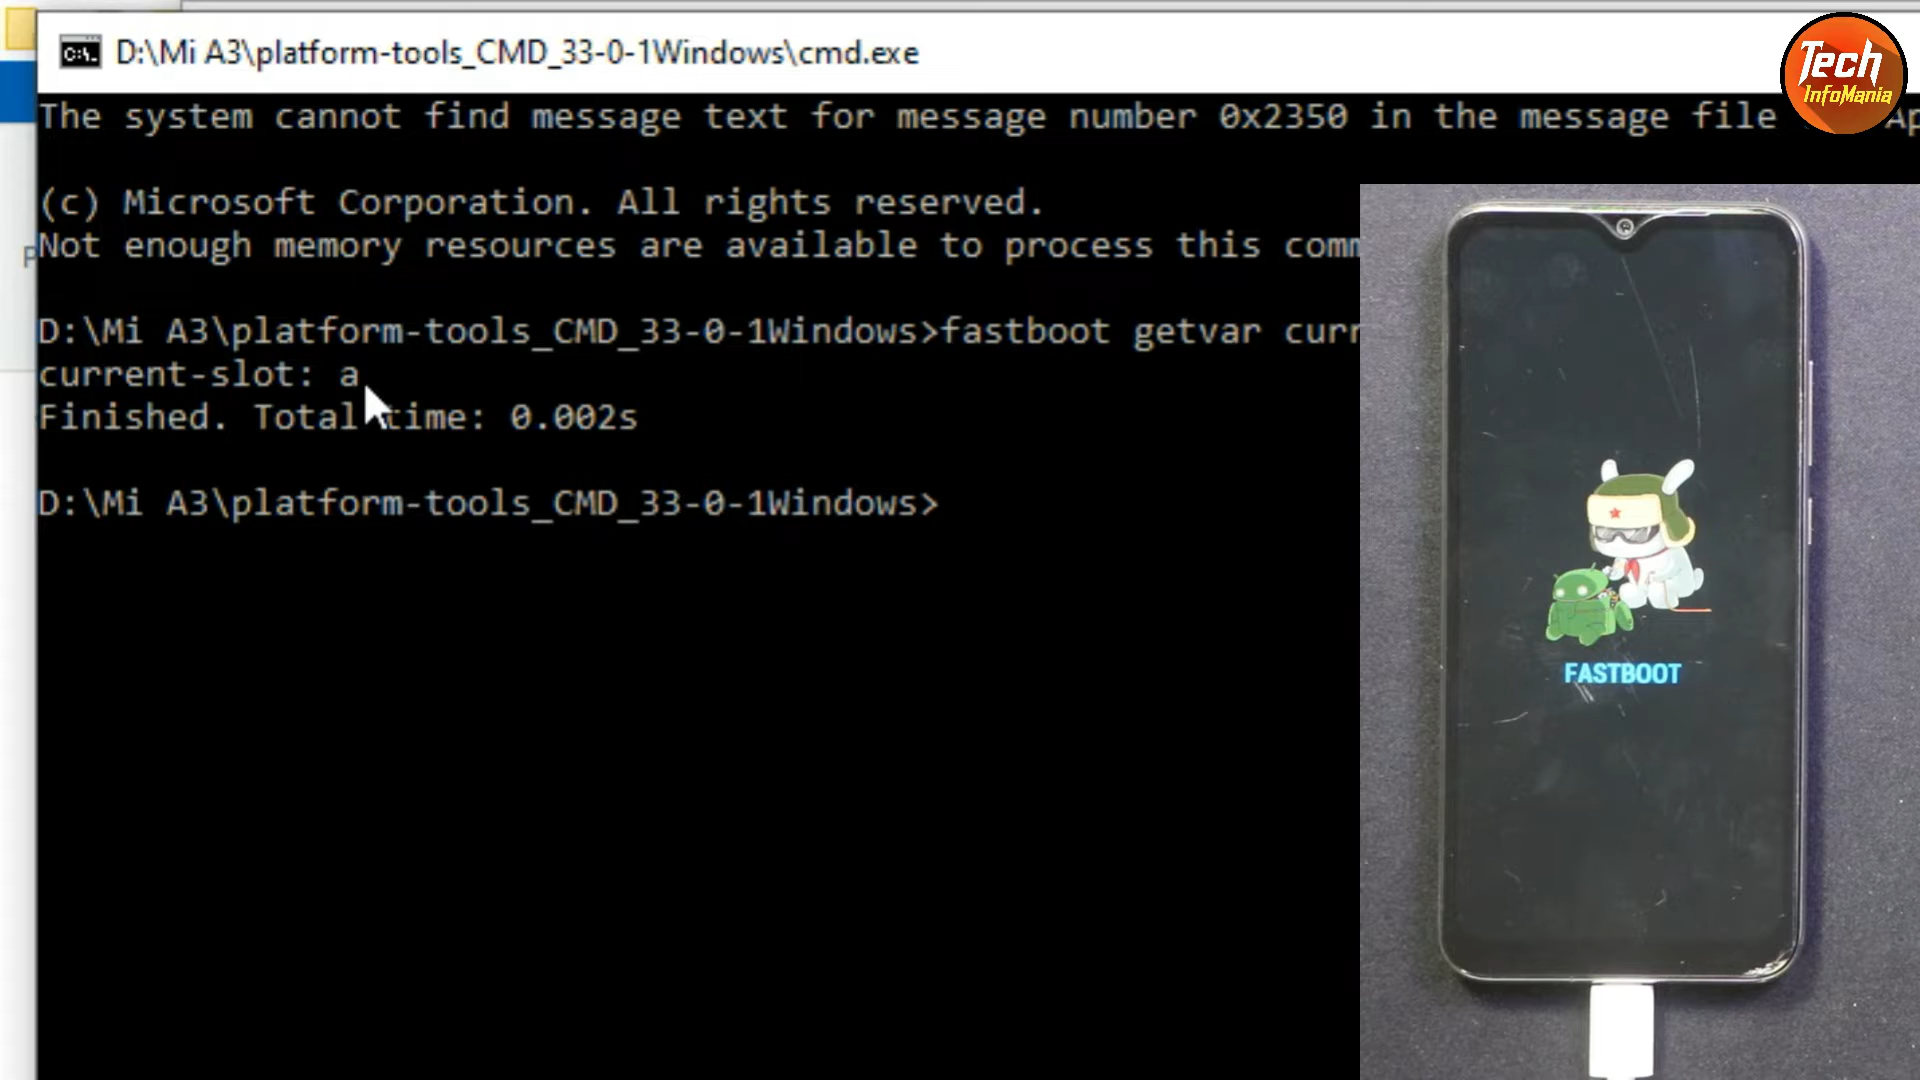 D:\Mi A3\platform-tools_CMD_33-0-1Windows\cmd.exe
Tech
InfoMania
The system cannot find message text for message number 0x2350 in the message file
(c) Microsoft Corporation. All rights reserved.
Not enough memory resources are available to process this comm
D:\Mi A3\platform-tools_CMD_33-0-1Windows>fastboot getvar curr
current-slot: a
Finished. Total time: 0.002s
D:\Mi A3\platform-tools_CMD_33-0-1Windows>
FASTBOOT